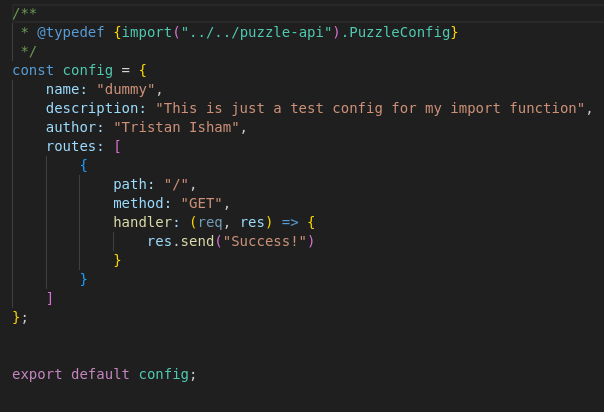 /**
 * @typedef {import("../../puzzle-api").PuzzleConfig}
 */
const config = {
    name: "dummy",
    description: "This is just a test config for my import function",
    author: "Tristan Isham",
    routes: [
        {
            path: "/",
            method: "GET",
            handler: (req, res) => {
                res.send("Success!")
            }
        }
    ]
};
export default config;